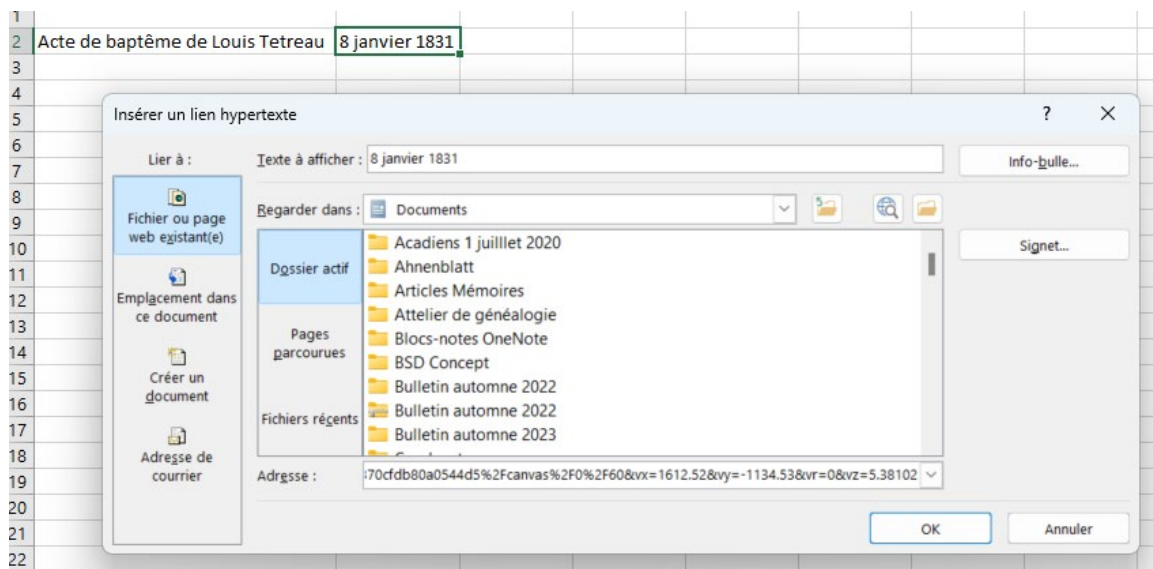 1
2 Acte de baptême de Louis Tetreau 8 janvier 1831
3
4
5
6
7
8
9
10
11
12
13
14
15
16
17
18
19
20
21
22
Insérer un lien hypertexte ? ×
Lier à :
Fichier ou page
web existant(e)
Emplacement dans
ce document
Créer un
document
Adresse de
courrier
Texte à afficher : 8 janvier 1831
Info-bulle...
Regarder dans : Documents
Signet...
Dossier actif
Pages
parcourues
Fichiers récents
Acadiens 1 juilllet 2020
Ahnenblatt
Articles Mémoires
Attelier de généalogie
Blocs-notes OneNote
BSD Concept
Bulletin automne 2022
Bulletin automne 2022
Bulletin automne 2023
Adresse : 70cfdb80a0544d5%2Fcanvas%2F0%2F60&vx=1612.52&vy=-1134.53&vr=0&vz=5.38102
OK Annuler